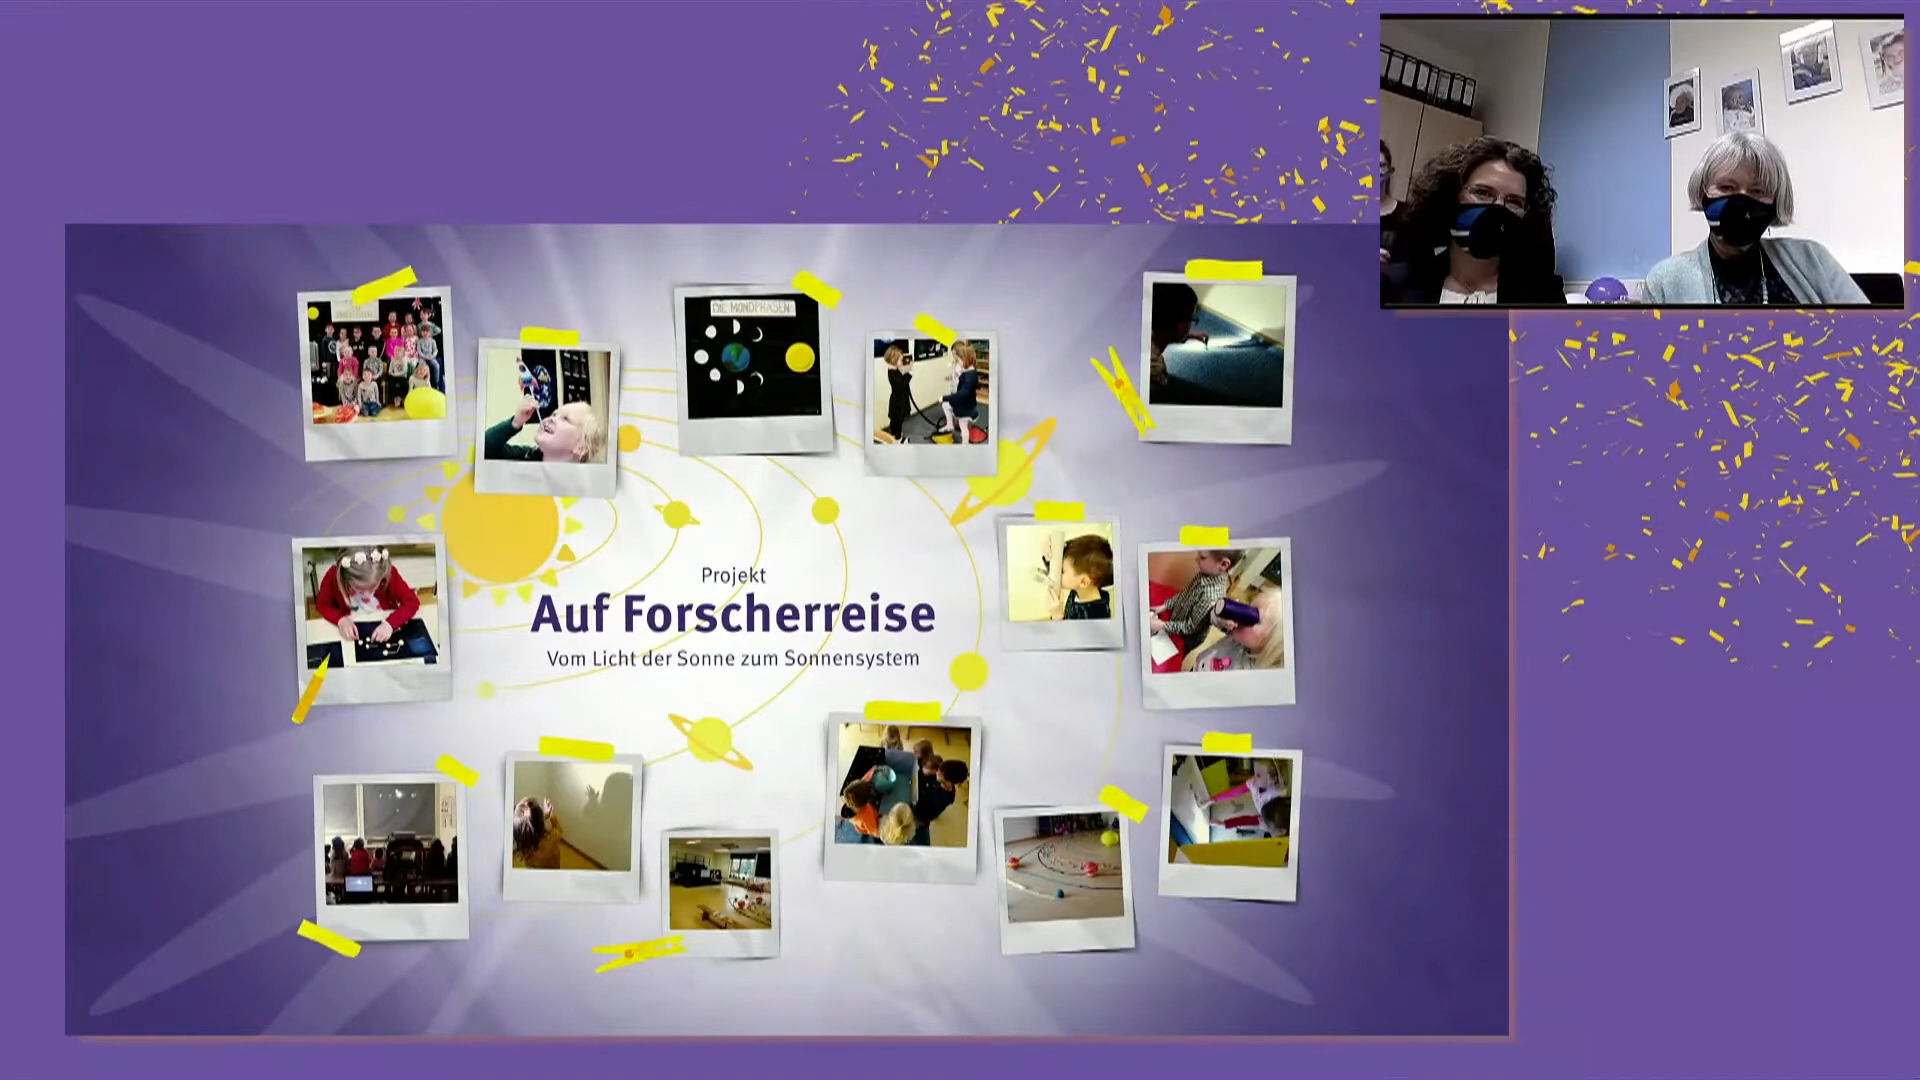 DIE MONDPHASEN
Projekt
Auf Forscherreise
Vom Licht der Sonne zum Sonnensystem